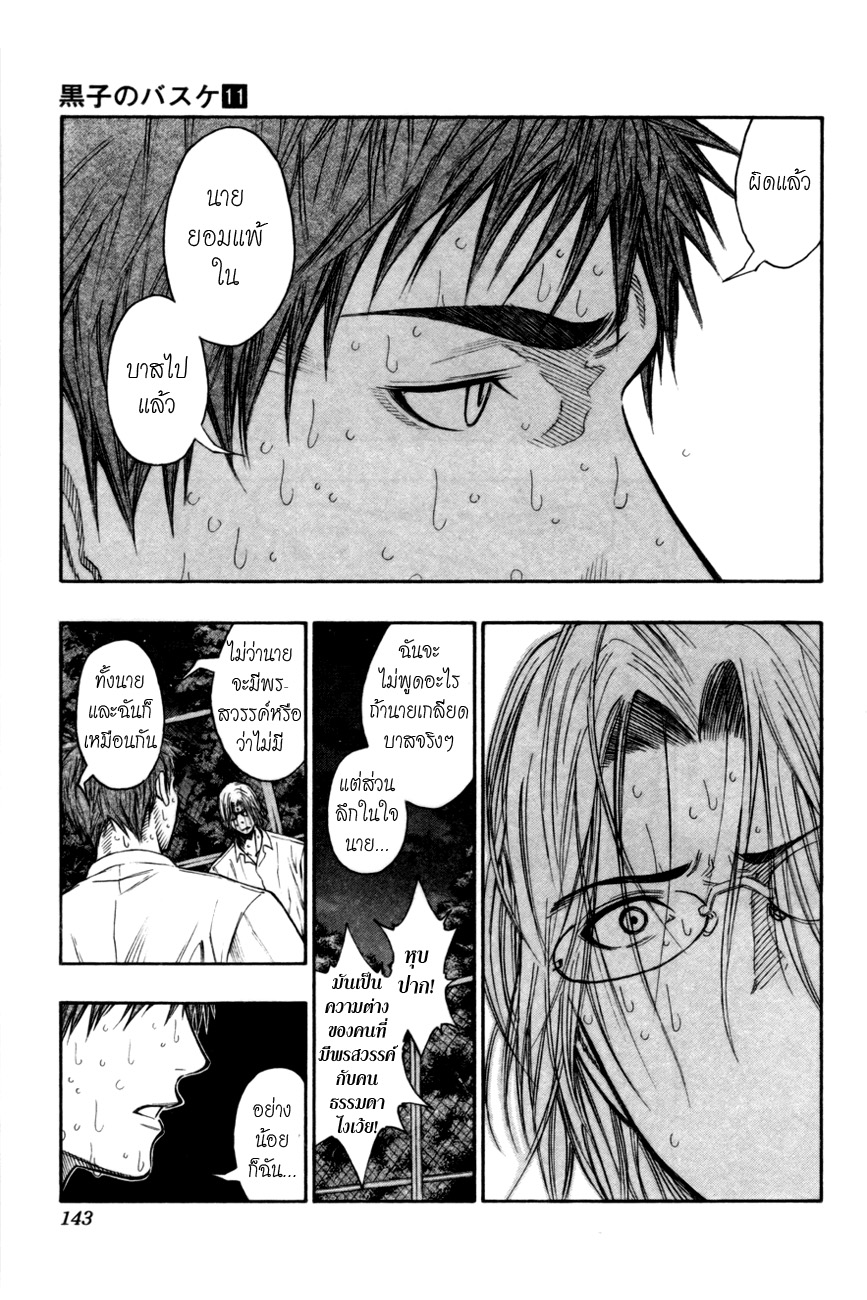 黒子のバスケ11
ผิดแล้ว
นาย
ยอมแพ้
ใน
บาสไป
แล้ว
ฉันจะ
ไม่พูดอะไร
ถ้านายเกลียด
บาสจริงๆ
แต่ส่วน
ลึกในใจ
นาย...
หุบ
ปาก!
มันเป็น
ความต่าง
ของคนที่
มีพรสวรรค์
กับคน
ธรรมดา
ไงเว้ย!
ไม่ว่านาย
จะมีพร-
สวรรค์หรือ
ว่าไม่มี
ทั้งนาย
และฉันก็
เหมือนกัน
อย่าง
น้อย
ก็ฉัน...
143